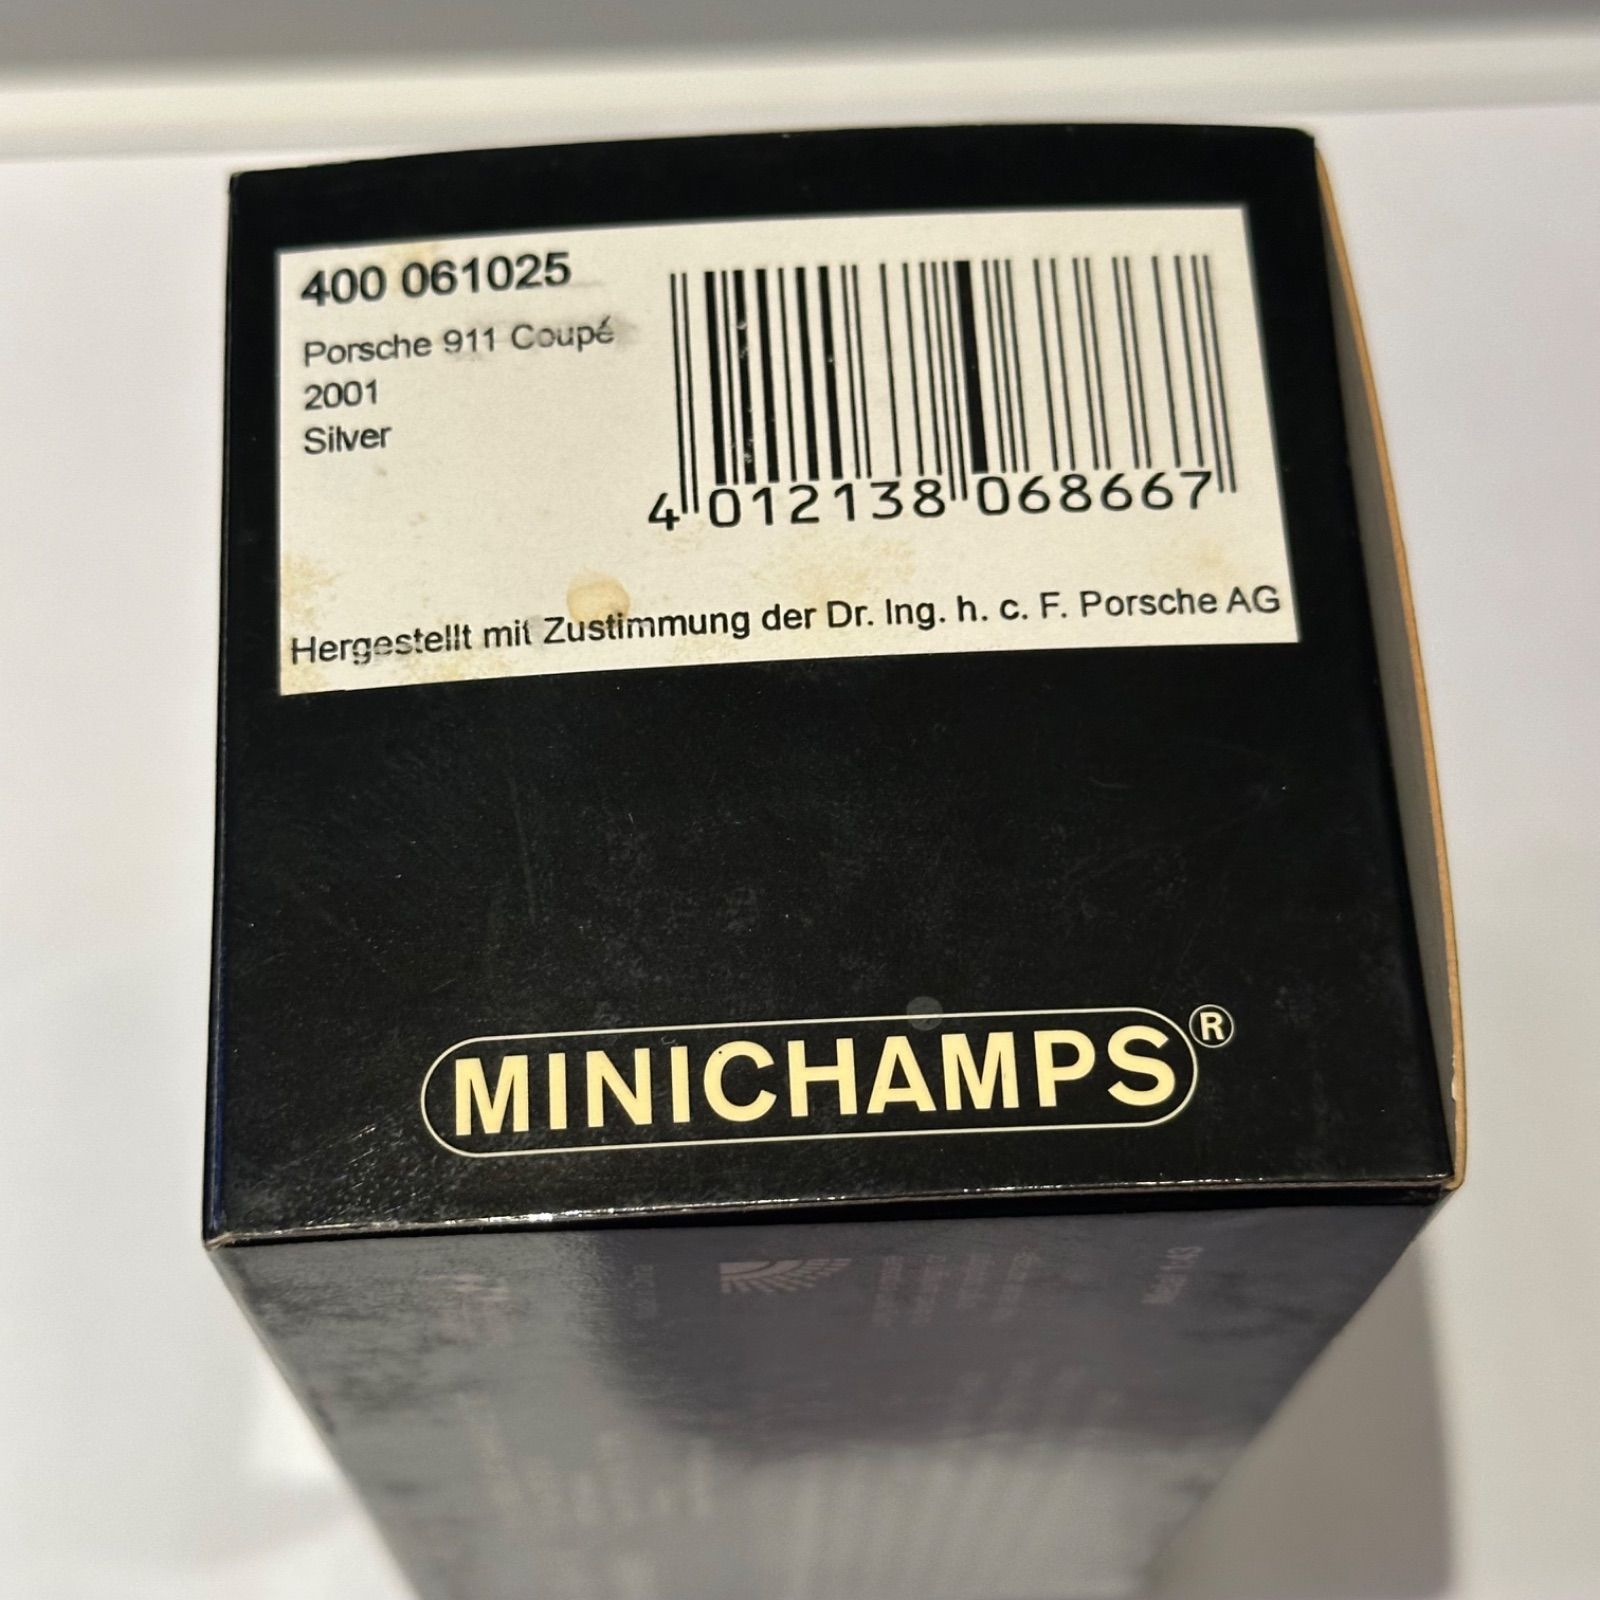 400 061025
Porsche 911 Coupé
2001
Silver
4 012138 068667
Hergestellt mit Zustimmung der Dr. Ing. h. c. F. Porsche AG
MINICHAMPS®